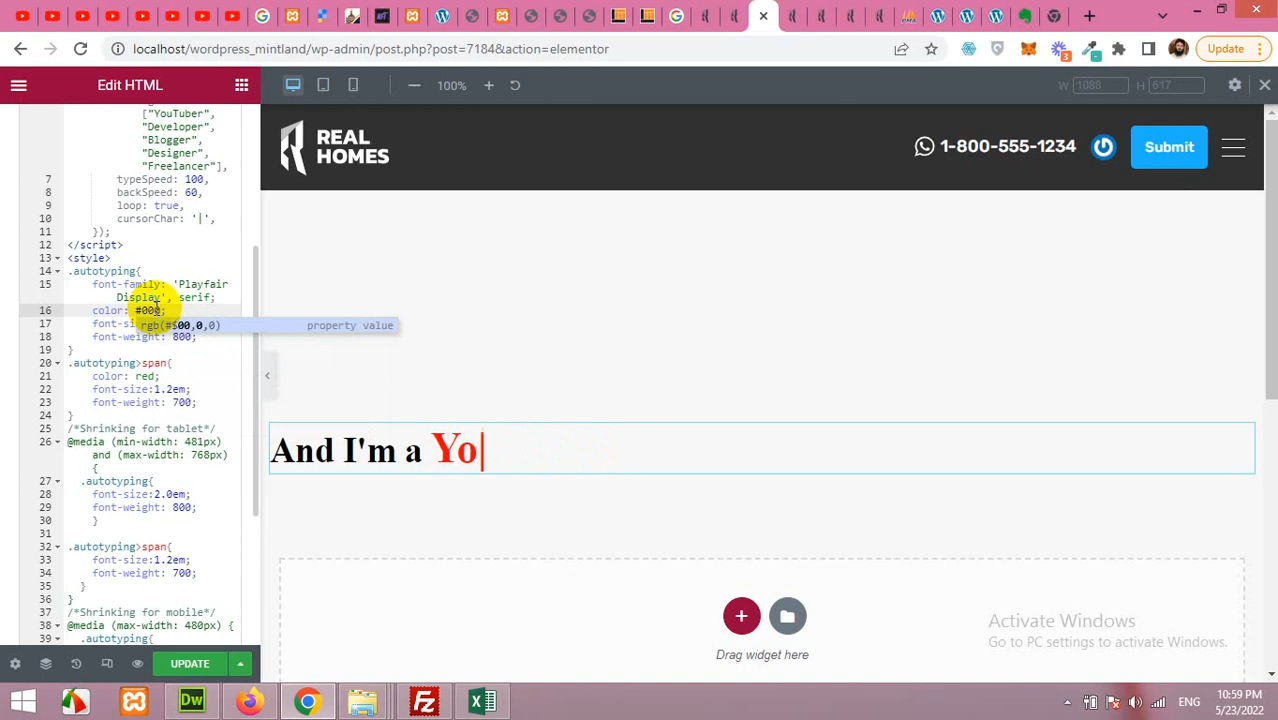 localhost/wordpress_mintland/wp-admin/post.php?post=7184&action=elementor
3
Update
Edit HTML
100%
W 1088
H 617
["YouTuber",
"Developer",
"Blogger",
"Designer",
"Freelancer"],
7 typeSpeed: 100,
8 backSpeed: 60,
9 loop: true,
10 cursorChar: '|',
11 });
12 </script>
13 <style>
14 .autotyping{
15 font-family: 'Playfair
Display', serif;
16 color: #000;
rgb(#$00,0,0) property value
17 font-si
18 font-weight: 800;
19 }
20 .autotyping>span{
21 color: red;
22 font-size:1.2em;
23 font-weight: 700;
24 }
25 /*Shrinking for tablet*/
26 @media (min-width: 481px)
and (max-width: 768px)
{
27 .autotyping{
28 font-size:2.0em;
29 font-weight: 800;
30 }
31
32 .autotyping>span{
33 font-size:1.2em;
34 font-weight: 700;
35 }
36 }
37 /*Shrinking for mobile*/
38 @media (max-width: 480px) {
39 .autotyping{
UPDATE
REAL
HOMES
1-800-555-1234
Submit
And I'm a Yo|
Drag widget here
Activate Windows
Go to PC settings to activate Windows.
Dw
Fz
ENG
10:59 PM
5/23/2022